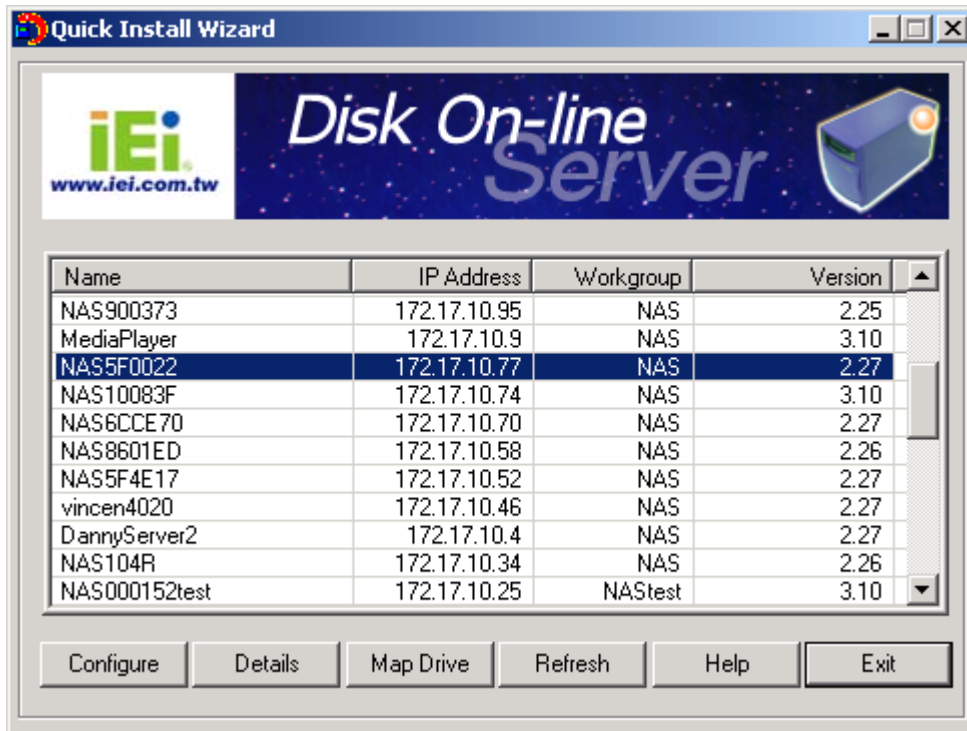 Quick Install Wizard
iEi
www.iei.com.tw
Disk On-line
Server
Name IP Address Workgroup Version
NAS900373 172.17.10.95 NAS 2.25
MediaPlayer 172.17.10.9 NAS 3.10
NAS5F0022 172.17.10.77 NAS 2.27
NAS10083F 172.17.10.74 NAS 3.10
NAS6CCE70 172.17.10.70 NAS 2.27
NAS8601ED 172.17.10.58 NAS 2.26
NAS5F4E17 172.17.10.52 NAS 2.27
vincen4020 172.17.10.46 NAS 2.27
DannyServer2 172.17.10.4 NAS 2.27
NAS104R 172.17.10.34 NAS 2.26
NAS000152test 172.17.10.25 NAStest 3.10
Configure Details Map Drive Refresh Help Exit